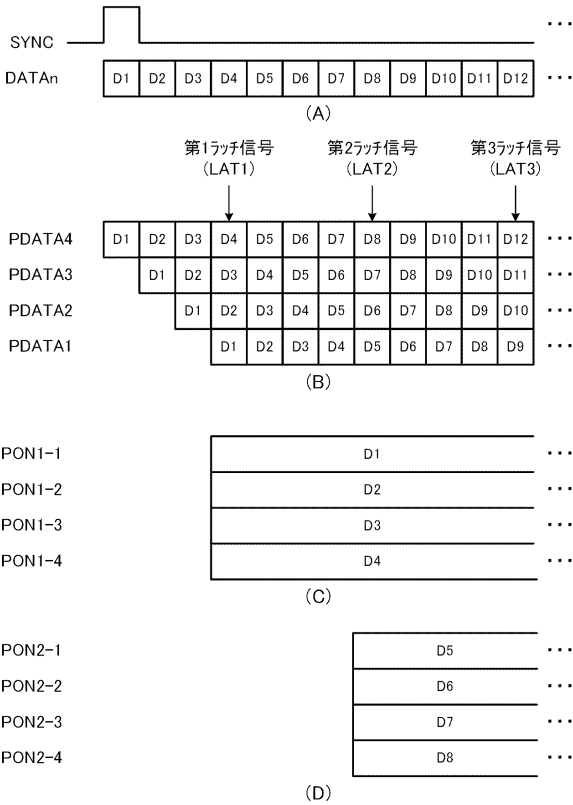 SYNC ･･･
DATAn D1 D2 D3 D4 D5 D6 D7 D8 D9 D10 D11 D12 ･･･
(A)
第1ﾗｯﾁ信号 第2ﾗｯﾁ信号 第3ﾗｯﾁ信号
(LAT1) (LAT2) (LAT3)
PDATA4 D1 D2 D3 D4 D5 D6 D7 D8 D9 D10 D11 D12 ･･･
PDATA3 D1 D2 D3 D4 D5 D6 D7 D8 D9 D10 D11 ･･･
PDATA2 D1 D2 D3 D4 D5 D6 D7 D8 D9 D10 ･･･
PDATA1 D1 D2 D3 D4 D5 D6 D7 D8 D9 ･･･
(B)
PON1-1 D1 ･･･
PON1-2 D2 ･･･
PON1-3 D3 ･･･
PON1-4 D4 ･･･
(C)
PON2-1 D5 ･･･
PON2-2 D6 ･･･
PON2-3 D7 ･･･
PON2-4 D8 ･･･
(D)